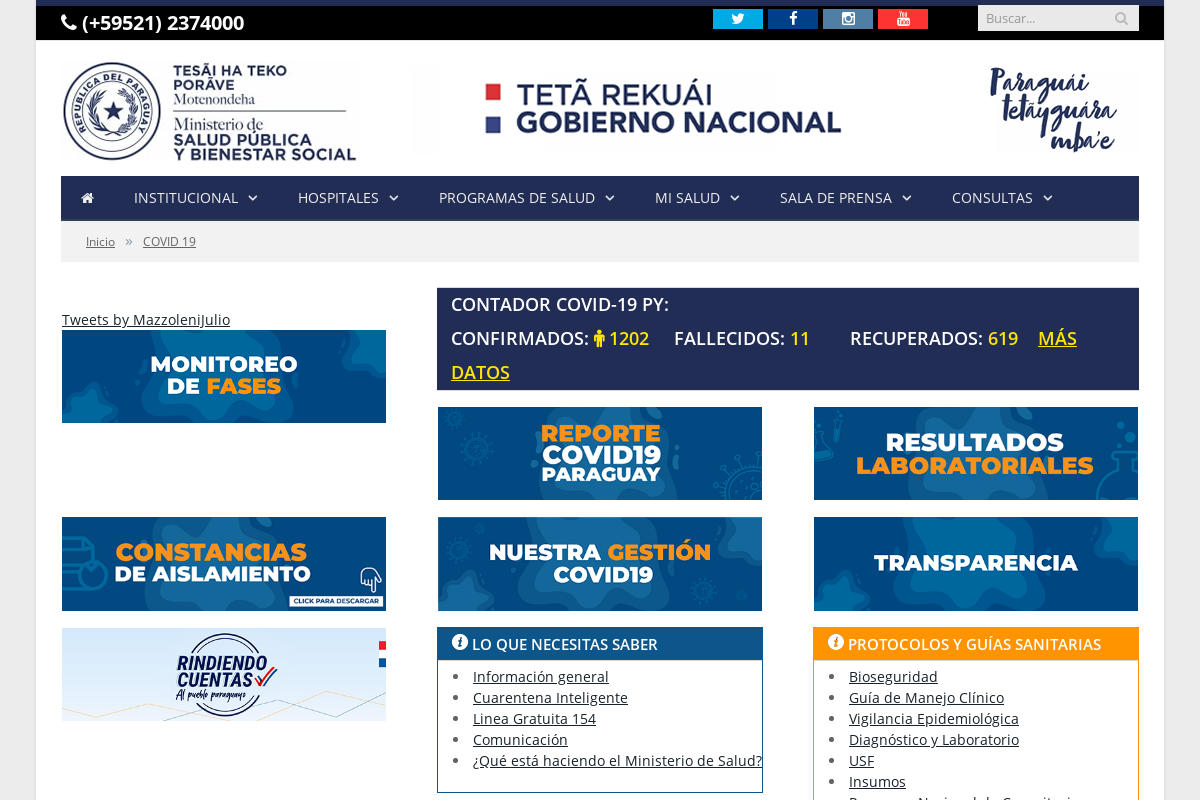 (+59521) 2374000
Buscar...
TESÃI HA TEKO
PORÃVE
Motenondeha
Ministerio de
SALUD PÚBLICA
Y BIENESTAR SOCIAL
REPUBLICA DEL PARAGUAY
TETÃ REKUÁI
GOBIERNO NACIONAL
Paraguái
tetãyguára
mba'e
INSTITUCIONAL
HOSPITALES
PROGRAMAS DE SALUD
MI SALUD
SALA DE PRENSA
CONSULTAS
Inicio » COVID 19
Tweets by MazzoleniJulio
MONITOREO
DE FASES
CONTADOR COVID-19 PY:
CONFIRMADOS: 1202 FALLECIDOS: 11 RECUPERADOS: 619 MÁS
DATOS
REPORTE
COVID19
PARAGUAY
RESULTADOS
LABORATORIALES
CONSTANCIAS
DE AISLAMIENTO
CLICK PARA DESCARGAR
NUESTRA GESTIÓN
COVID19
TRANSPARENCIA
RINDIENDO
CUENTAS
Al pueblo paraguayo
LO QUE NECESITAS SABER
Información general
Cuarentena Inteligente
Linea Gratuita 154
Comunicación
¿Qué está haciendo el Ministerio de Salud?
PROTOCOLOS Y GUÍAS SANITARIAS
Bioseguridad
Guía de Manejo Clínico
Vigilancia Epidemiológica
Diagnóstico y Laboratorio
USF
Insumos